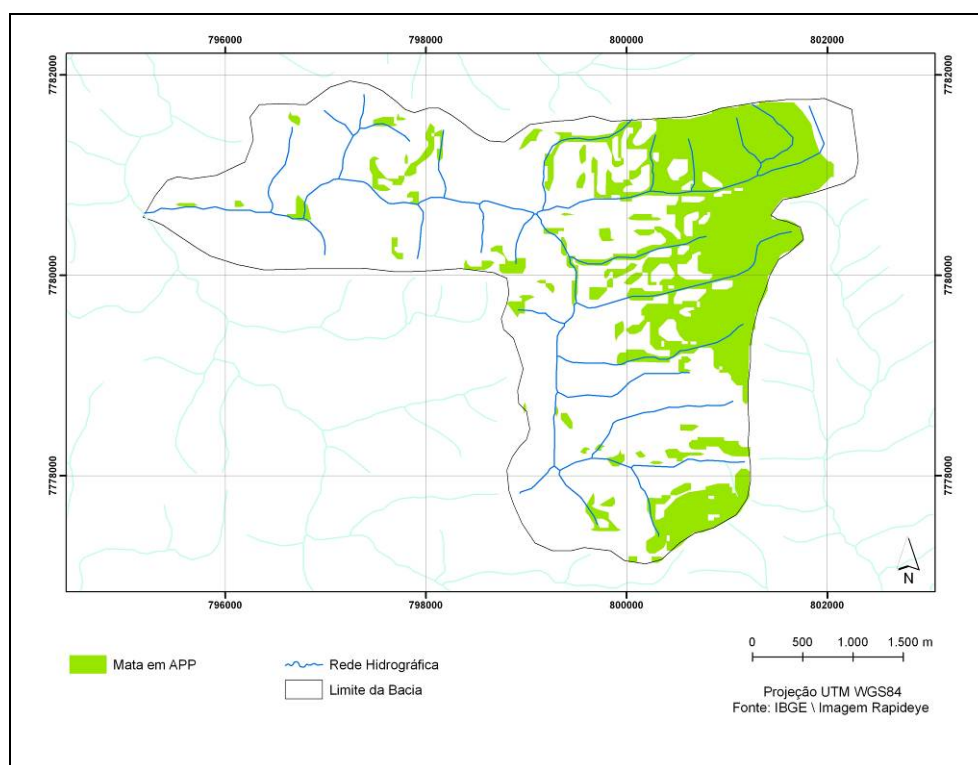 796000 798000 800000 802000
7782000 7782000
7780000 7780000
7778000 7778000
796000 798000 800000 802000
N
Mata em APP
Rede Hidrográfica
Limite da Bacia
0 500 1.000 1.500 m
Projeção UTM WGS84
Fonte: IBGE \ Imagem Rapideye